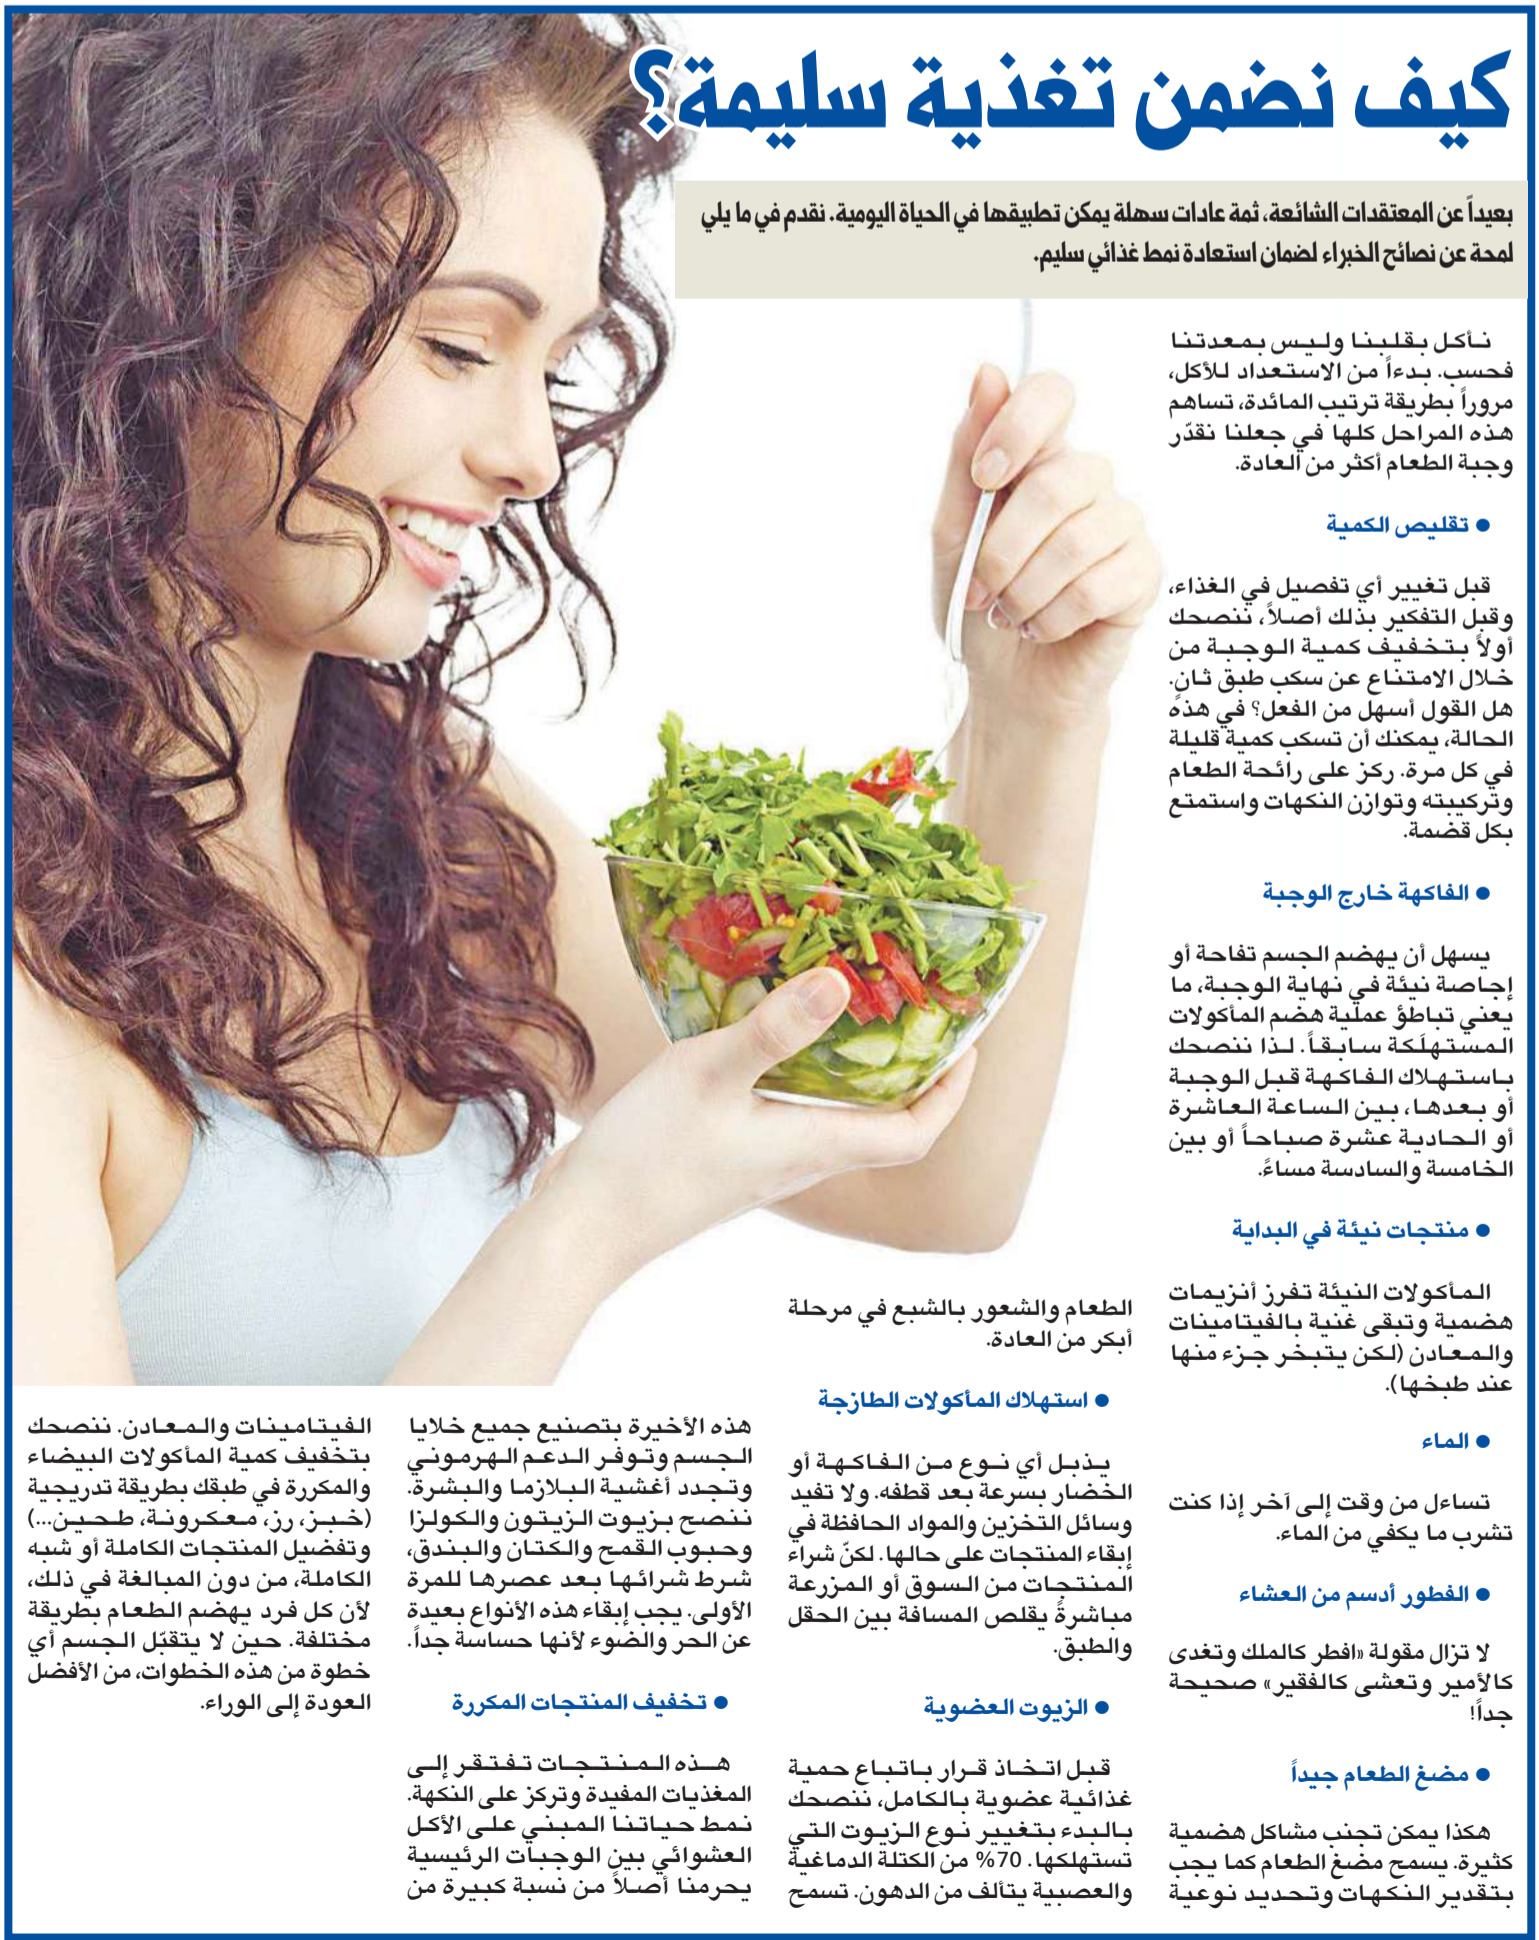 كيف نضمن تغذية سليمة؟
بعيداً عن المعتقدات الشائعة، ثمة عادات سهلة يمكن تطبيقها في الحياة اليومية. نقدم في ما يلي
لمحة عن نصائح الخبراء لضمان استعادة نمط غذائي سليم.
نأكل بقلبنا وليس بمعدتنا
فحسب. بدءاً من الاستعداد للأكل،
مروراً بطريقة ترتيب المائدة، تساهم
هذه المراحل كلها في جعلنا نقدّر
وجبة الطعام أكثر من العادة.
● تقليص الكمية
قبل تغيير أي تفصيل في الغذاء،
وقبل التفكير بذلك أصلاً، ننصحك
أولاً بتخفيف كمية الوجبة من
خلال الامتناع عن سكب طبق ثانٍ.
هل القول أسهل من الفعل؟ في هذه
الحالة، يمكنك أن تسكب كمية قليلة
في كل مرة. ركز على رائحة الطعام
وتركيبته وتوازن النكهات واستمتع
بكل قضمة.
● الفاكهة خارج الوجبة
يسهل أن يهضم الجسم تفاحة أو
إجاصة نيئة في نهاية الوجبة، ما
يعني تباطؤ عملية هضم المأكولات
المستهلَكة سابقاً. لذا ننصحك
باستهلاك الفاكهة قبل الوجبة
أو بعدها، بين الساعة العاشرة
أو الحادية عشرة صباحاً أو بين
الخامسة والسادسة مساءً.
● منتجات نيئة في البداية
المأكولات النيئة تفرز أنزيمات
هضمية وتبقى غنية بالفيتامينات
والمعادن (لكن يتبخر جزء منها
عند طبخها).
● الماء
تساءل من وقت إلى آخر إذا كنت
تشرب ما يكفي من الماء.
● الفطور أدسم من العشاء
لا تزال مقولة «افطر كالملك وتغدى
كالأمير وتعشى كالفقير» صحيحة
جداً!
● مضغ الطعام جيداً
هكذا يمكن تجنب مشاكل هضمية
كثيرة. يسمح مضغ الطعام كما يجب
بتقدير النكهات وتحديد نوعية
الطعام والشعور بالشبع في مرحلة
أبكر من العادة.
● استهلاك المأكولات الطازجة
يذبل أي نوع من الفاكهة أو
الخضار بسرعة بعد قطفه. ولا تفيد
وسائل التخزين والمواد الحافظة في
إبقاء المنتجات على حالها. لكنّ شراء
المنتجات من السوق أو المزرعة
مباشرةً يقلص المسافة بين الحقل
والطبق.
● الزيوت العضوية
قبل اتخاذ قرار باتباع حمية
غذائية عضوية بالكامل، ننصحك
بالبدء بتغيير نوع الزيوت التي
تستهلكها. 70% من الكتلة الدماغية
والعصبية يتألف من الدهون. تسمح
هذه الأخيرة بتصنيع جميع خلايا
الجسم وتوفر الدعم الهرموني
وتجدد أغشية البلازما والبشرة.
ننصح بزيوت الزيتون والكولزا
وحبوب القمح والكتان والبندق،
شرط شرائها بعد عصرها للمرة
الأولى. يجب إبقاء هذه الأنواع بعيدة
عن الحر والضوء لأنها حساسة جداً.
● تخفيف المنتجات المكررة
هذه المنتجات تفتقر إلى
المغذيات المفيدة وتركز على النكهة.
نمط حياتنا المبني على الأكل
العشوائي بين الوجبات الرئيسية
يحرمنا أصلاً من نسبة كبيرة من
الفيتامينات والمعادن. ننصحك
بتخفيف كمية المأكولات البيضاء
والمكررة في طبقك بطريقة تدريجية
(خبز، رز، معكرونة، طحين...)
وتفضيل المنتجات الكاملة أو شبه
الكاملة، من دون المبالغة في ذلك،
لأن كل فرد يهضم الطعام بطريقة
مختلفة. حين لا يتقبّل الجسم أي
خطوة من هذه الخطوات، من الأفضل
العودة إلى الوراء.